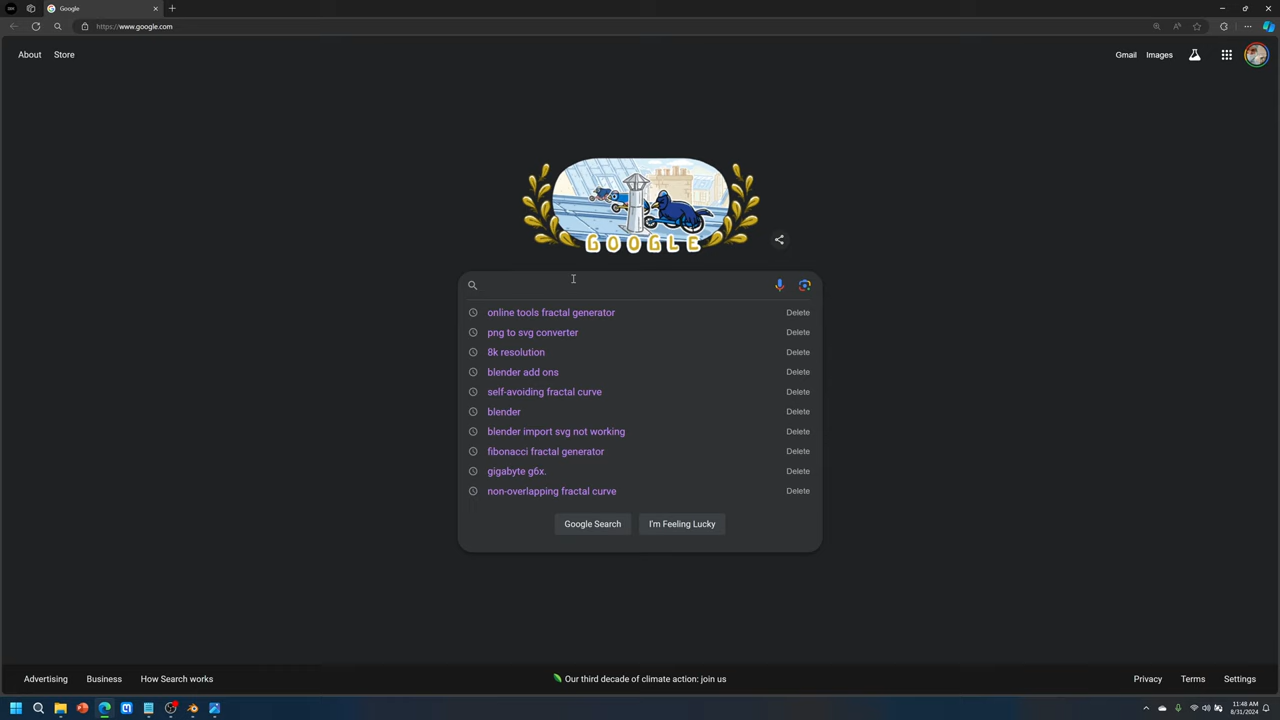 Google
https://www.google.com
About
Store
Gmail
Images
GOOGLE
online tools fractal generator
Delete
png to svg converter
Delete
8k resolution
Delete
blender add ons
Delete
self-avoiding fractal curve
Delete
blender
Delete
blender import svg not working
Delete
fibonacci fractal generator
Delete
gigabyte g6x.
Delete
non-overlapping fractal curve
Delete
Google Search
I'm Feeling Lucky
Advertising
Business
How Search works
Our third decade of climate action: join us
Privacy
Terms
Settings
11:48 AM
8/31/2024